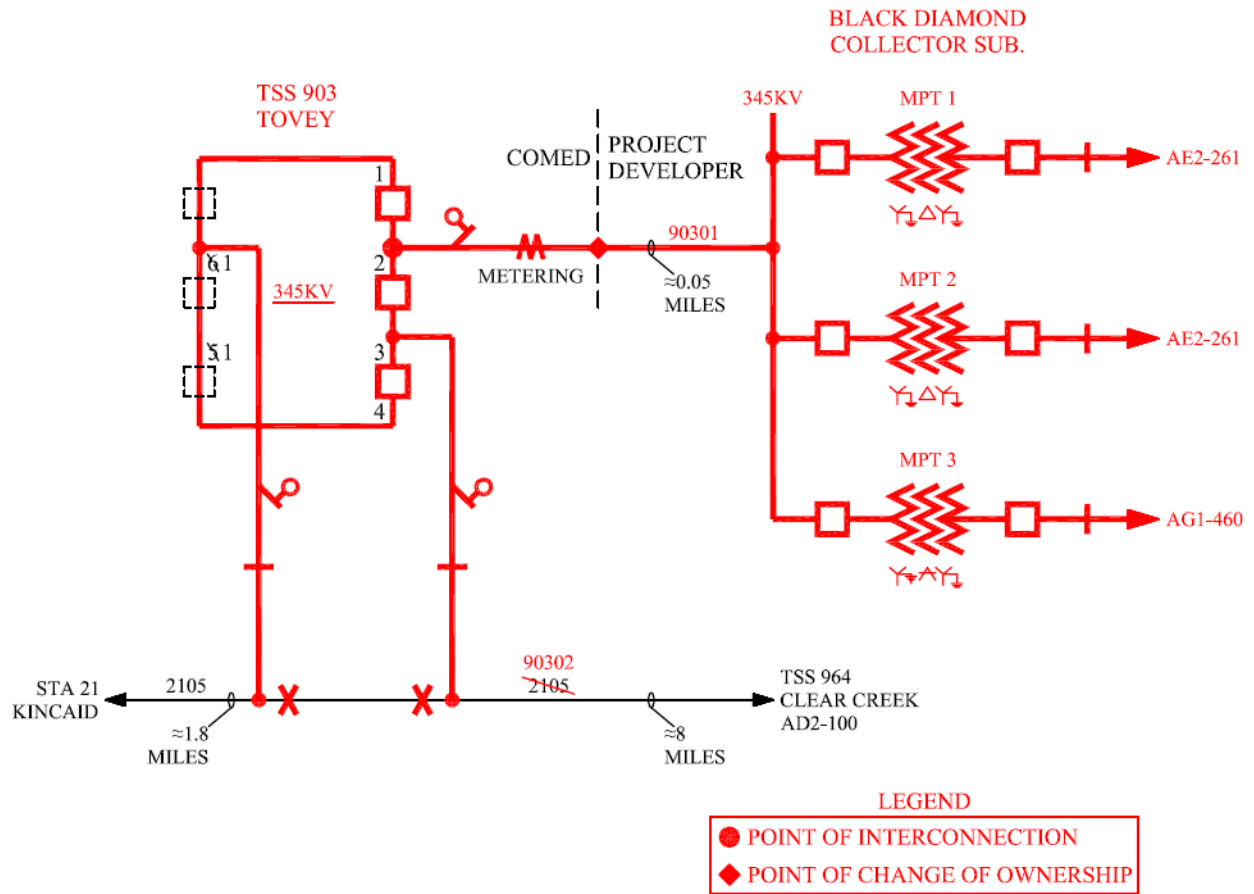 BLACK DIAMOND
COLLECTOR SUB.
TSS 903
TOVEY
345KV
MPT 1
COMED
PROJECT
DEVELOPER
AE2-261
1
2
90301
METERING
≈0.05
MILES
345KV
MPT 2
AE2-261
3
4
MPT 3
AG1-460
90302
STA 21
KINCAID
2105
2105
TSS 964
CLEAR CREEK
AD2-100
≈1.8
MILES
≈8
MILES
LEGEND
POINT OF INTERCONNECTION
POINT OF CHANGE OF OWNERSHIP